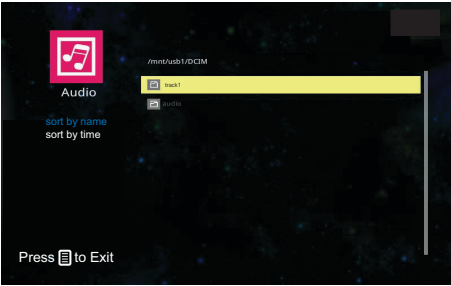 /mnt/usb1/DCIM
Audio
track1
audio
sort by name
sort by time
Press to Exit